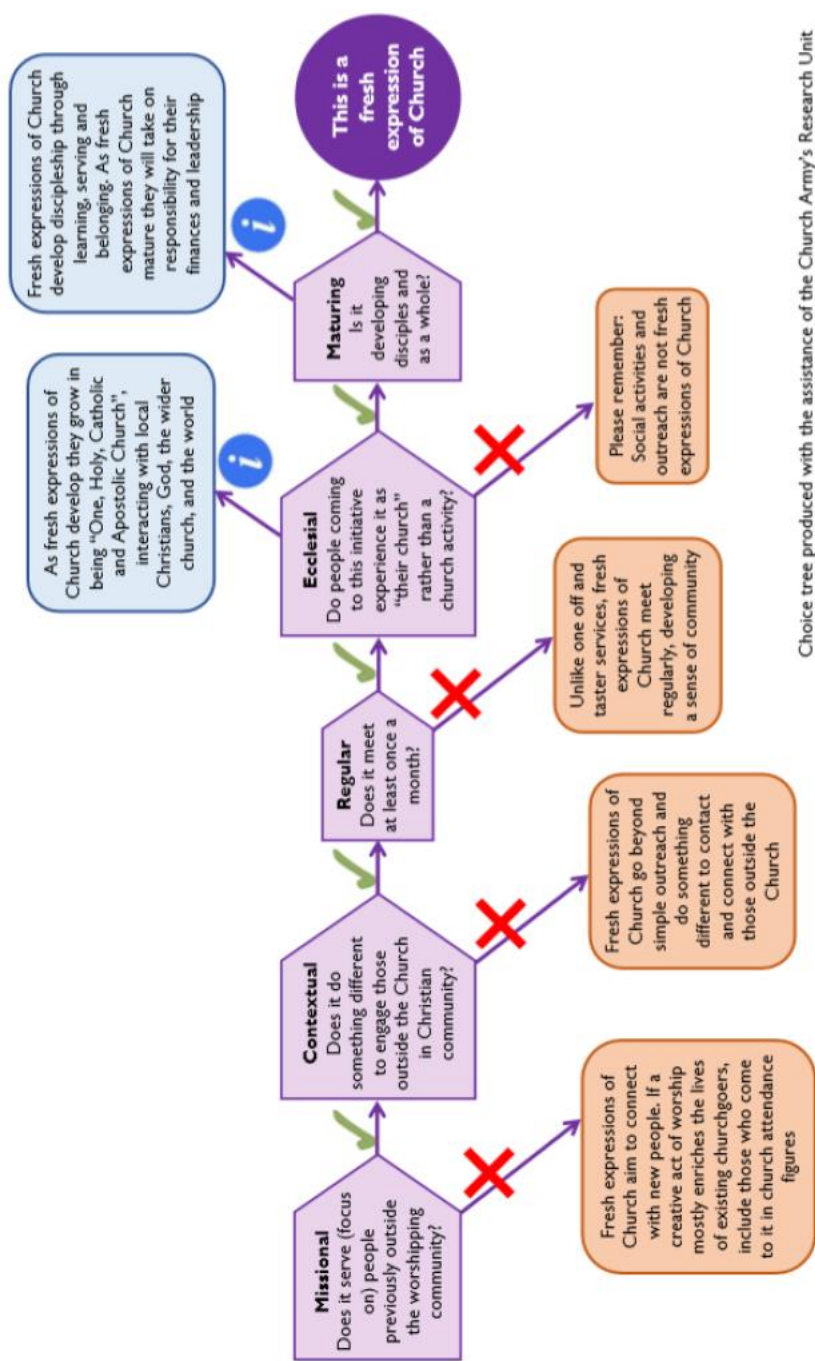 Missional
Does it serve (focus
on) people
previously outside
the worshipping
community?
Fresh expressions of
Church aim to connect
with new people. If a
creative act of worship
mostly enriches the lives
of existing churchgoers,
include those who come
to it in church attendance
figures
Contextual
Does it do
something different
to engage those
outside the Church
in Christian
community?
Fresh expressions of
Church go beyond
simple outreach and
do something
different to contact
and connect with
those outside the
Church
Regular
Does it meet
at least once a
month?
Unlike one off and
taster services, fresh
expressions of
Church meet
regularly, developing
a sense of community
Ecclesial
Do people coming
to this initiative
experience it as
"their church"
rather than a
church activity?
As fresh expressions of
Church develop they grow in
being "One, Holy, Catholic
and Apostolic Church",
interacting with local
Christians, God, the wider
church, and the world
i
Please remember:
Social activities and
outreach are not fresh
expressions of Church
Maturing
Is it
developing
disciples and
as a whole?
Fresh expressions of Church
develop discipleship through
learning, serving and
belonging. As fresh
expressions of Church
mature they will take on
responsibility for their
finances and leadership
i
This is a
fresh
expression
of Church
Choice tree produced with the assistance of the Church Army's Research Unit